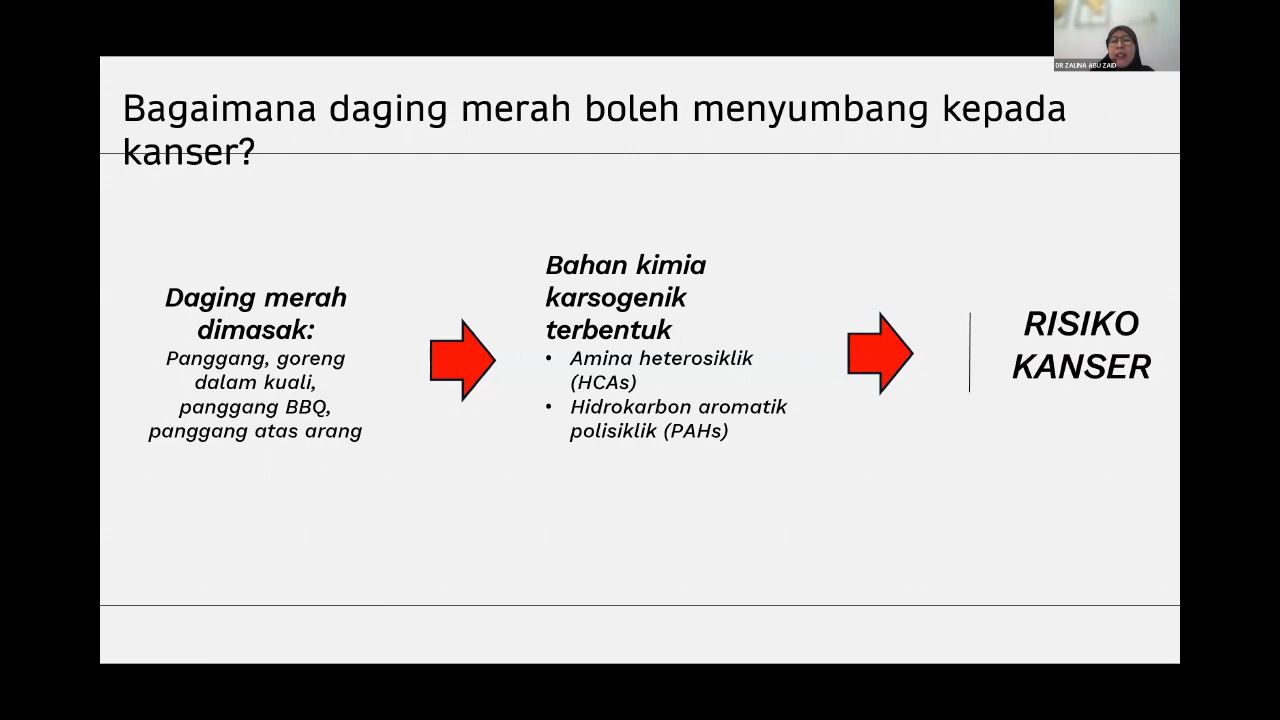 DR ZALINA ABU ZAID
Bagaimana daging merah boleh menyumbang kepada
kanser?
Daging merah
dimasak:
Panggang, goreng
dalam kuali,
panggang BBQ,
panggang atas arang
Bahan kimia
karsogenik
terbentuk
• Amina heterosiklik
(HCAs)
• Hidrokarbon aromatik
polisiklik (PAHs)
RISIKO
KANSER